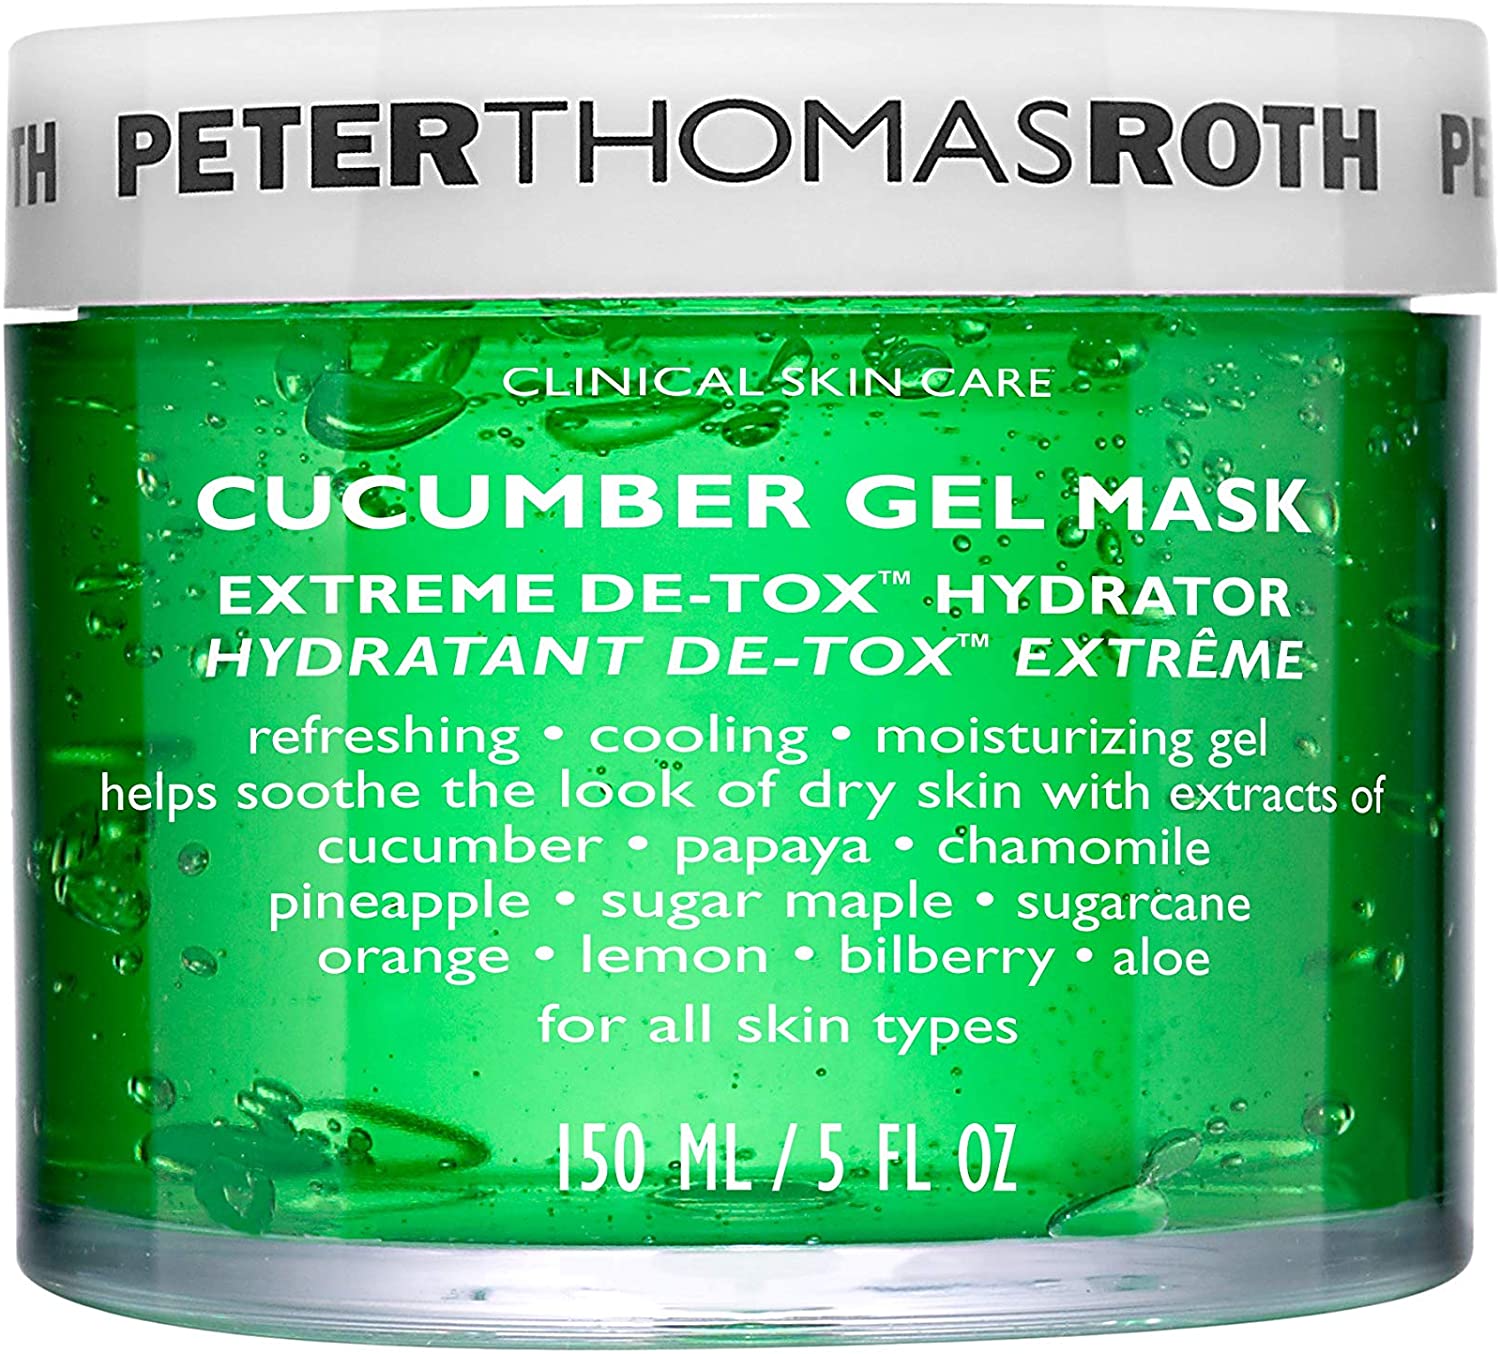 TH PETERTHOMASROTH PE
CLINICAL SKIN CARE
CUCUMBER GEL MASK
EXTREME DE-TOX™ HYDRATOR
HYDRATANT DE-TOX™ EXTRÊME
refreshing • cooling • moisturizing gel
helps soothe the look of dry skin with extracts of
cucumber • papaya • chamomile
pineapple • sugar maple • sugarcane
orange • lemon • bilberry • aloe
for all skin types
150 ML / 5 FL OZ